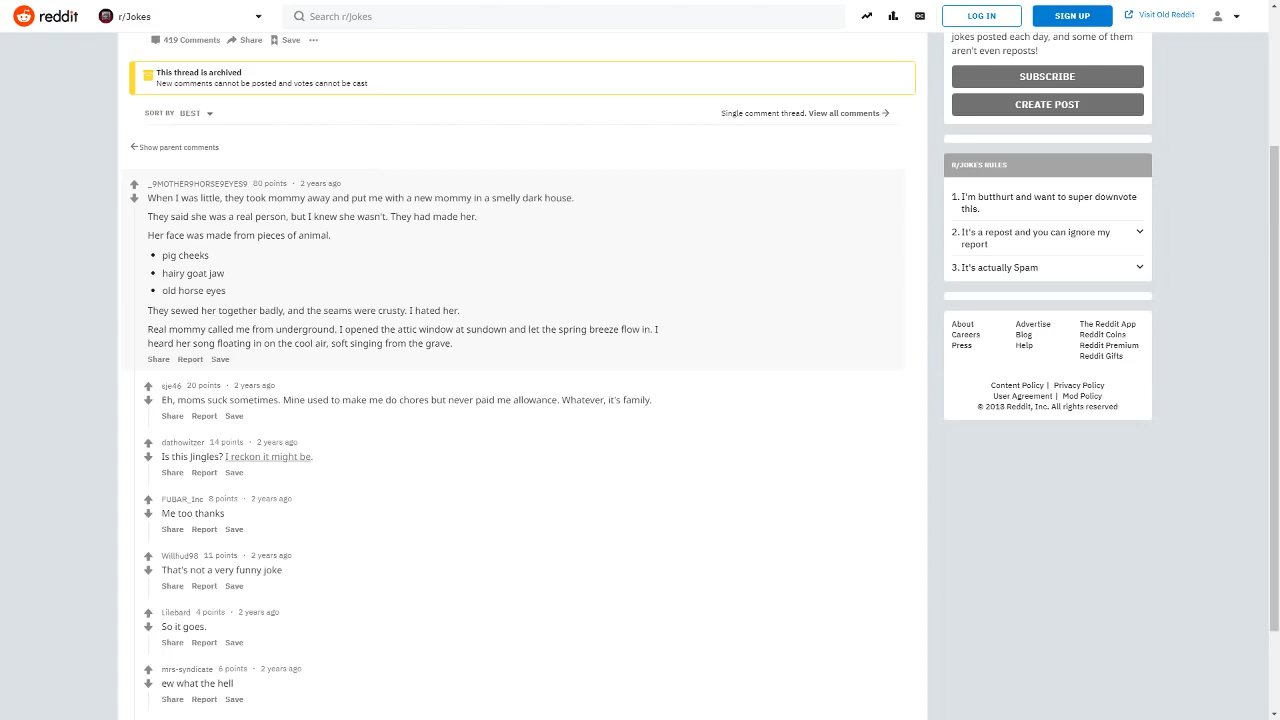 reddit
r/Jokes
Search r/Jokes
LOG IN
SIGN UP
Visit Old Reddit
419 Comments
Share
Save
This thread is archived
New comments cannot be posted and votes cannot be cast
SORT BY BEST
Single comment thread. View all comments
Show parent comments
_9MOTHER9HORSE9EYES9 80 points · 2 years ago
When I was little, they took mommy away and put me with a new mommy in a smelly dark house.
They said she was a real person, but I knew she wasn't. They had made her.
Her face was made from pieces of animal.
• pig cheeks
• hairy goat jaw
• old horse eyes
They sewed her together badly, and the seams were crusty. I hated her.
Real mommy called me from underground. I opened the attic window at sundown and let the spring breeze flow in. I
heard her song floating in on the cool air, soft singing from the grave.
Share Report Save
sje46 20 points · 2 years ago
Eh, moms suck sometimes. Mine used to make me do chores but never paid me allowance. Whatever, it's family.
Share Report Save
dathowitzer 14 points · 2 years ago
Is this Jingles? I reckon it might be.
Share Report Save
FUBAR_Inc 8 points · 2 years ago
Me too thanks
Share Report Save
Willhud98 11 points · 2 years ago
That's not a very funny joke
Share Report Save
Lilebard 4 points · 2 years ago
So it goes.
Share Report Save
mrs-syndicate 6 points · 2 years ago
ew what the hell
Share Report Save
jokes posted each day, and some of them
aren't even reposts!
SUBSCRIBE
CREATE POST
R/JOKES RULES
1. I'm butthurt and want to super downvote
this.
2. It's a repost and you can ignore my
report
3. It's actually Spam
About
Careers
Press
Advertise
Blog
Help
The Reddit App
Reddit Coins
Reddit Premium
Reddit Gifts
Content Policy | Privacy Policy
User Agreement | Mod Policy
© 2018 Reddit, Inc. All rights reserved